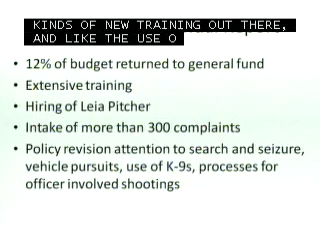 KINDS OF NEW TRAINING OUT THERE,
AND LIKE THE USE O
• 12% of budget returned to general fund
• Extensive training
• Hiring of Leia Pitcher
• Intake of more than 300 complaints
• Policy revision attention to search and seizure,
vehicle pursuits, use of K-9s, processes for
officer involved shootings